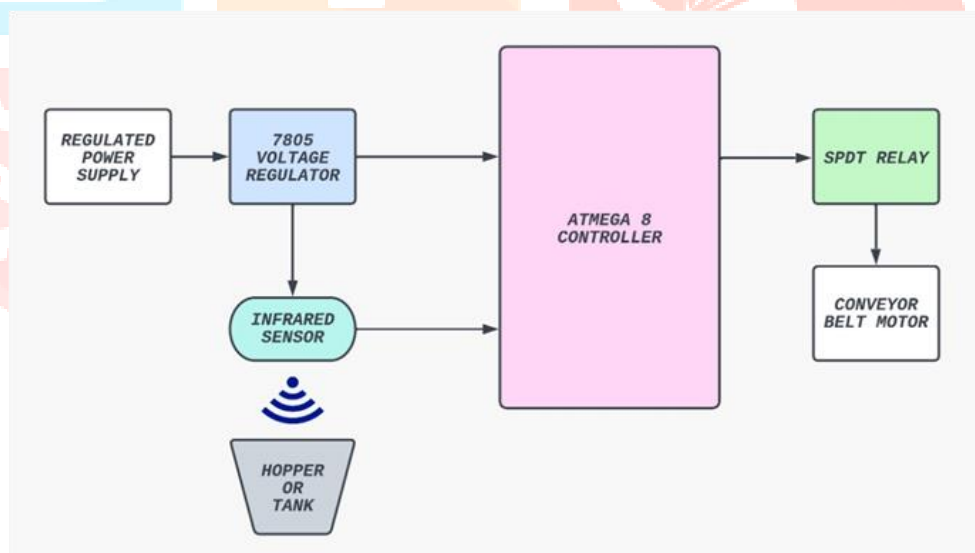 REGULATED
POWER
SUPPLY
7805
VOLTAGE
REGULATOR
ATMEGA 8
CONTROLLER
SPDT RELAY
INFRARED
SENSOR
CONVEYOR
BELT MOTOR
HOPPER
OR
TANK